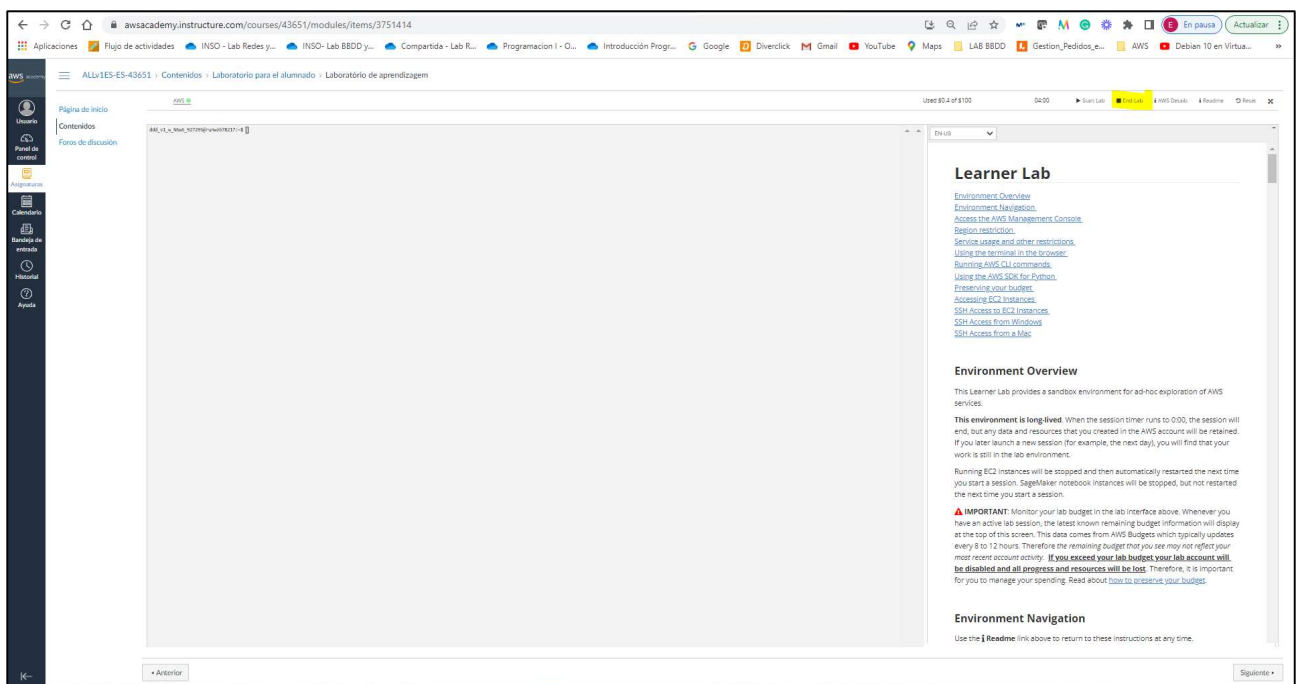 awsacademy.instructure.com/courses/43651/modules/items/3751414
E En pausa
Actualizar
Aplicaciones
Flujo de actividades
INSO - Lab Redes y...
INSO- Lab BBDD y...
Compartida - Lab R...
Programacion I - O...
Introducción Progr...
Google
Diverclick
Gmail
YouTube
Maps
LAB BBDD
Gestion_Pedidos_e...
AWS
Debian 10 en Virtua...
»
aws academy
ALLv1ES-ES-43651 › Contenidos › Laboratorio para el alumnado › Laboratório de aprendizagem
Usuario
Panel de
control
Asignaturas
Calendario
Bandeja de
entrada
Historial
Ayuda
Página de inicio
Contenidos
Foros de discusión
AWS
Used $0.4 of $100
04:00
Start Lab
End Lab
AWS Details
Readme
Reset
EN-US
Learner Lab
Environment Overview
Environment Navigation
Access the AWS Management Console
Region restriction
Service usage and other restrictions
Using the terminal in the browser
Running AWS CLI commands
Using the AWS SDK for Python
Preserving your budget
Accessing EC2 Instances
SSH Access to EC2 Instances
SSH Access from Windows
SSH Access from a Mac
Environment Overview
This Learner Lab provides a sandbox environment for ad-hoc exploration of AWS
services.
This environment is long-lived. When the session timer runs to 0:00, the session will
end, but any data and resources that you created in the AWS account will be retained.
If you later launch a new session (for example, the next day), you will find that your
work is still in the lab environment.
Running EC2 instances will be stopped and then automatically restarted the next time
you start a session. SageMaker notebook instances will be stopped, but not restarted
the next time you start a session.
IMPORTANT: Monitor your lab budget in the lab interface above. Whenever you
have an active lab session, the latest known remaining budget information will display
at the top of this screen. This data comes from AWS Budgets which typically updates
every 8 to 12 hours. Therefore the remaining budget that you see may not reflect your
most recent account activity. If you exceed your lab budget your lab account will
be disabled and all progress and resources will be lost. Therefore, it is important
for you to manage your spending. Read about how to preserve your budget.
Environment Navigation
Use the i Readme link above to return to these instructions at any time.
Anterior
Siguiente